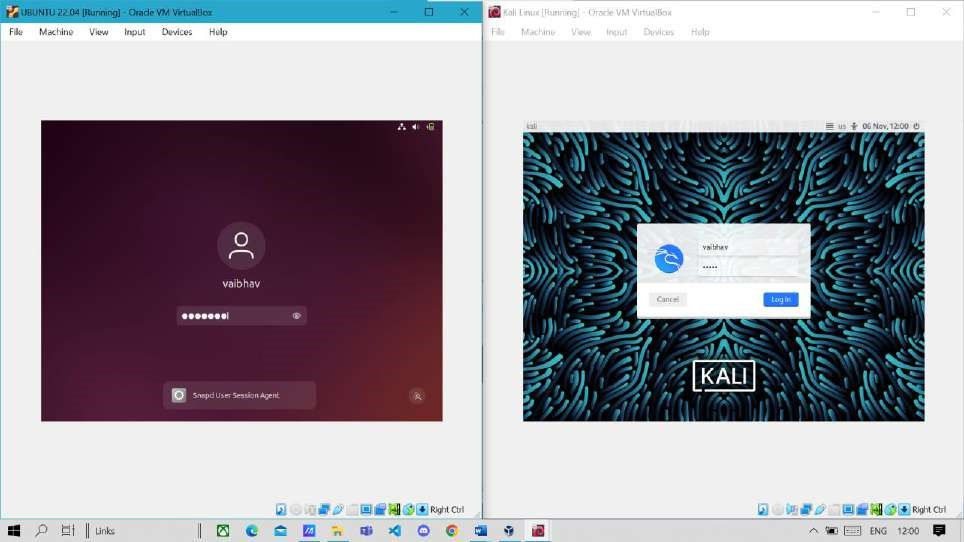 UBUNTU 22.04 [Running] - Oracle VM VirtualBox
File Machine View Input Devices Help
vaibhav
Snapd User Session Agent
Right Ctrl
Kali Linux [Running] - Oracle VM VirtualBox
File Machine View Input Devices Help
kali
us 06 Nov, 12:00
vaibhav
Cancel Log In
KALI
Right Ctrl
Links
ENG 12:00